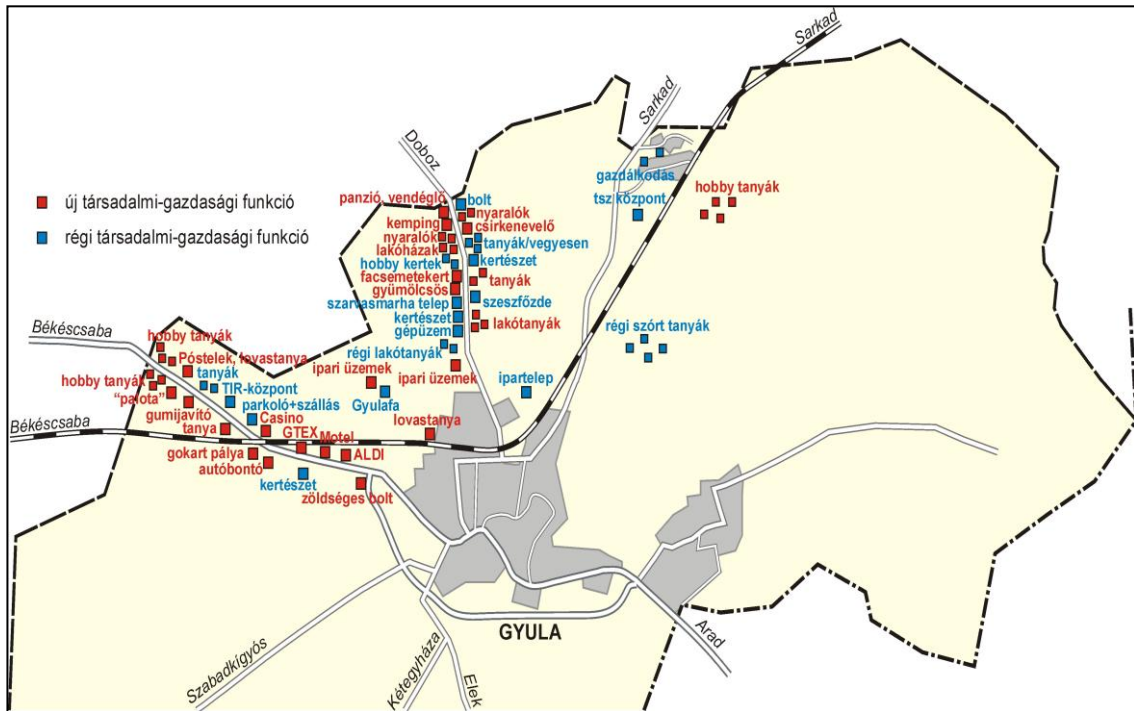 Sarkad
Sarkad
Doboz
gazdálkodás
tsz központ
hobby tanyák
új társadalmi-gazdasági funkció
régi társadalmi-gazdasági funkció
panzió, vendéglő
bolt
nyaralók
kemping
csirkenevelő
nyaralók
tanyák/vegyesen
lakóházak
kertészet
hobby kertek
facsemetekert
tanyák
gyümölcsös
szeszfőzde
szarvasmarha telep
kertészet
lakótanyák
gépüzem
régi szórt tanyák
régi lakótanyák
Békéscsaba
hobby tanyák
Póstelek, lovastanya
tanyák
ipari üzemek
ipari üzemek
hobby tanyák
TIR-központ
"palota"
parkoló+szállás
Gyulafa
ipartelep
gumijavító
Casino
Békéscsaba
tanya
GTEX
Motel
lovastanya
gokart pálya
ALDI
autóbontó
kertészet
zöldséges bolt
GYULA
Arad
Szabadkígyós
Kétegyháza
Elek